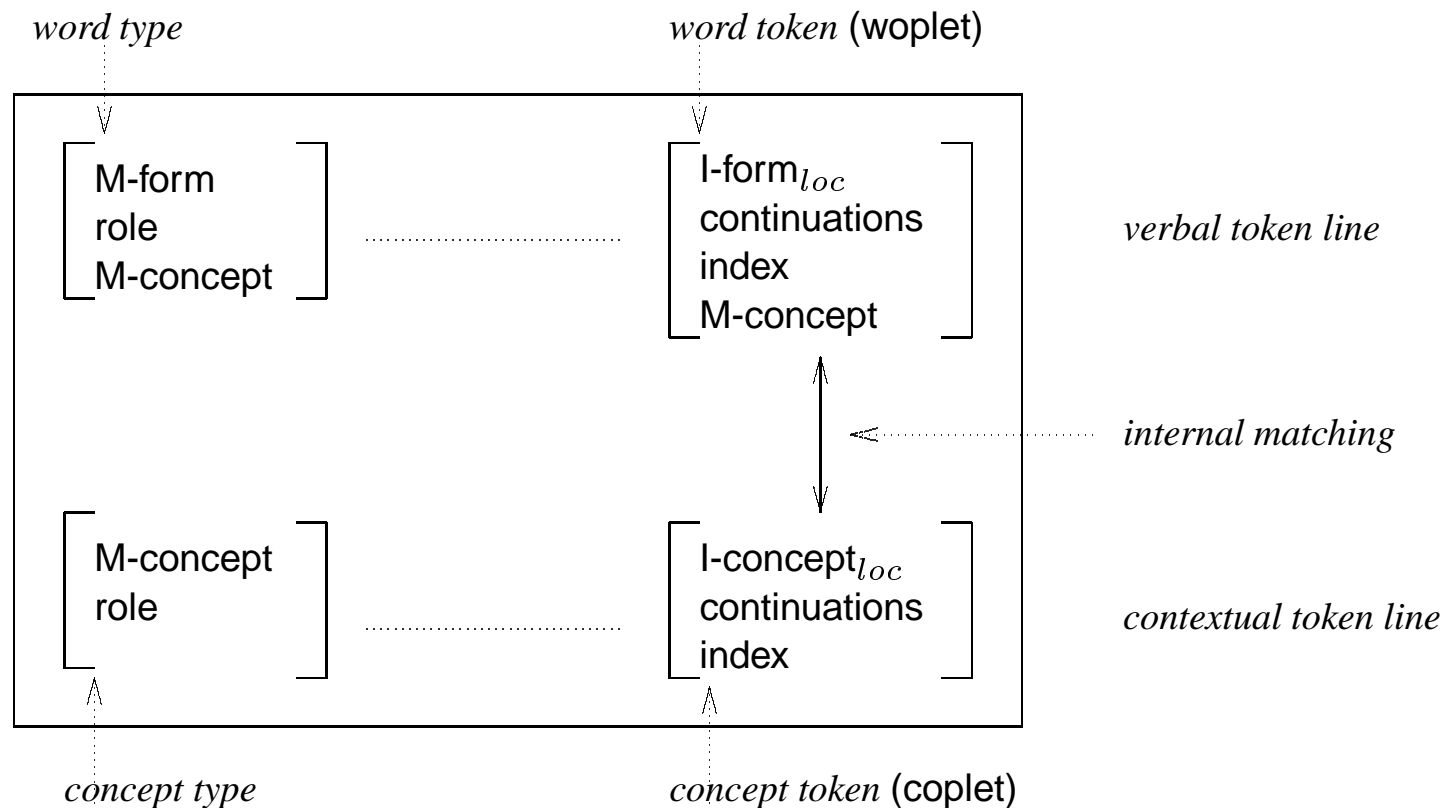 word type
word token (woplet)
M-form
role
M-concept
I-form_loc
continuations
index
M-concept
verbal token line
internal matching
M-concept
role
I-concept_loc
continuations
index
contextual token line
concept type
concept token (coplet)